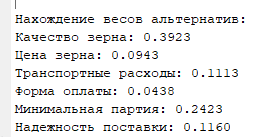 Нахождение весов альтернатив:
Качество зерна: 0.3923
Цена зерна: 0.0943
Транспортные расходы: 0.1113
Форма оплаты: 0.0438
Минимальная партия: 0.2423
Надежность поставки: 0.1160